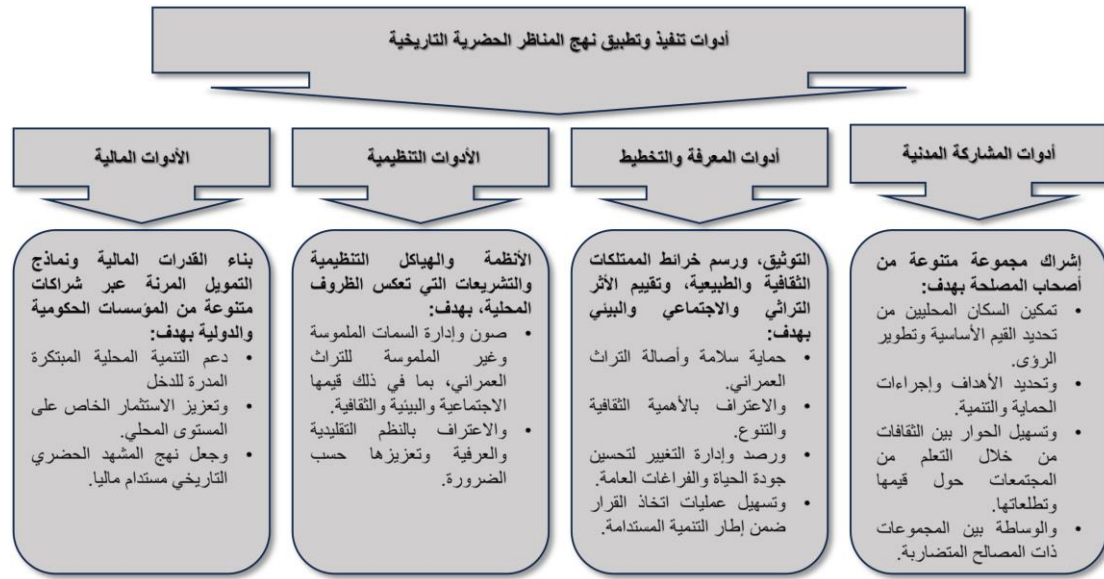 أدوات تنفيذ وتطبيق نهج المناظر الحضرية التاريخية
أدوات المشاركة المدنية
إشراك مجموعة متنوعة من
أصحاب المصلحة بهدف:
• تمكين السكان المحليين من
تحديد القيم الأساسية وتطوير
الرؤى.
• وتحديد الأهداف وإجراءات
الحماية والتنمية.
• وتسهيل الحوار بين الثقافات
من خلال التعلم من
المجتمعات حول قيمها
وتطلعاتها.
• والوساطة بين المجموعات
ذات المصالح المتضاربة.
أدوات المعرفة والتخطيط
التوثيق، ورسم خرائط الممتلكات
الثقافية والطبيعية، وتقييم الأثر
التراثي والاجتماعي والبيئي
بهدف:
• حماية سلامة وأصالة التراث
العمراني.
• والاعتراف بالأهمية الثقافية
والتنوع.
• ورصد وإدارة التغيير لتحسين
جودة الحياة والفراغات العامة.
• وتسهيل عمليات اتخاذ القرار
ضمن إطار التنمية المستدامة.
الأدوات التنظيمية
الأنظمة والهياكل التنظيمية
والتشريعات التي تعكس الظروف
المحلية، بهدف:
• صون وإدارة السمات الملموسة
وغير الملموسة للتراث
العمراني، بما في ذلك قيمها
الاجتماعية والبيئية والثقافية.
• والاعتراف بالنظم التقليدية
والعرفية وتعزيزها حسب
الضرورة.
الأدوات المالية
بناء القدرات المالية ونماذج
التمويل المرنة عبر شراكات
متنوعة من المؤسسات الحكومية
والدولية بهدف:
• دعم التنمية المحلية المبتكرة
المدرة للدخل.
• وتعزيز الاستثمار الخاص على
المستوى المحلي.
• وجعل نهج المشهد الحضري
التاريخي مستدام ماليا.